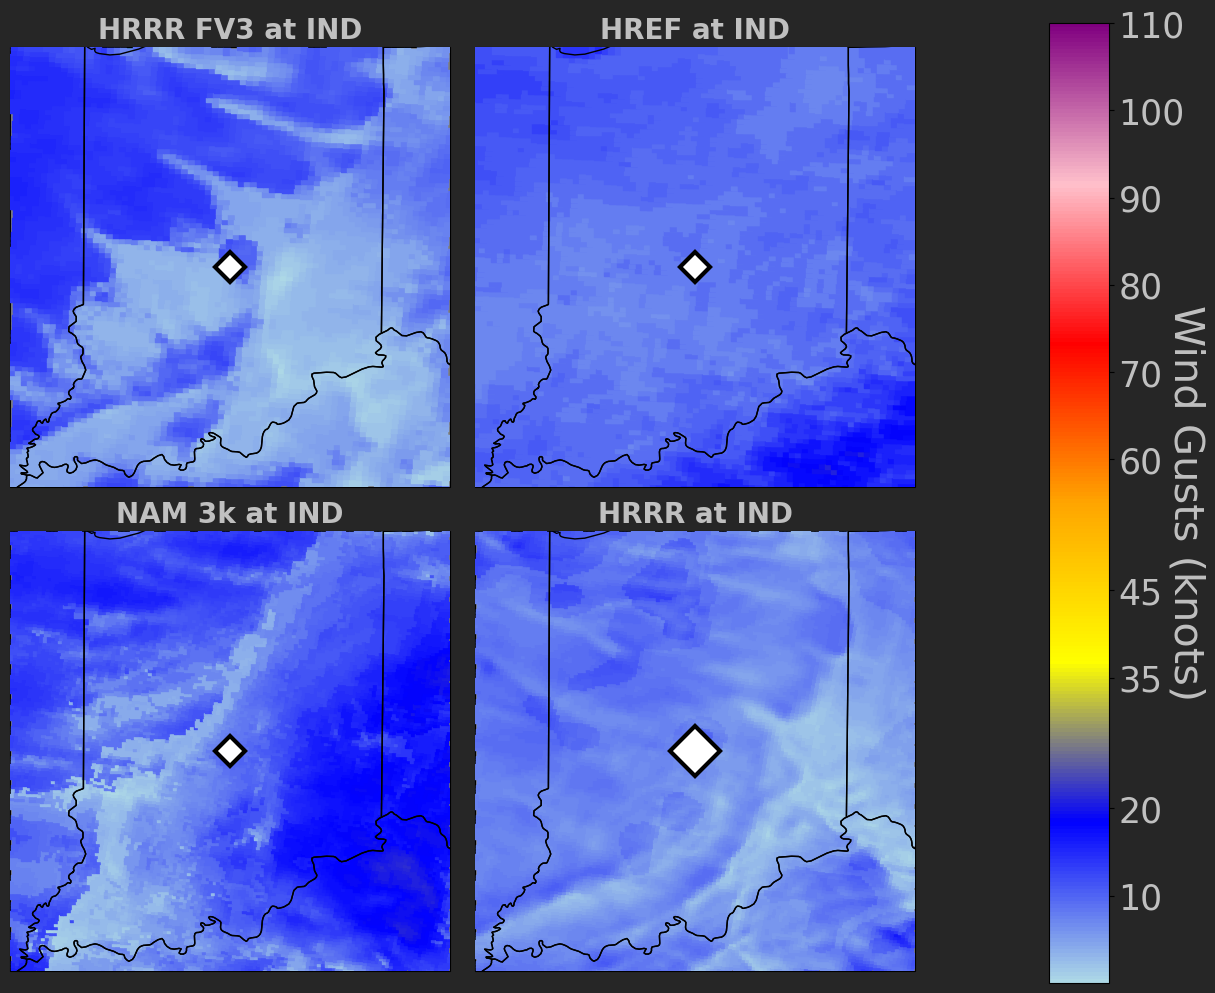 HRRR FV3 at IND
HREF at IND
NAM 3k at IND
HRRR at IND
110
100
90
80
70
60
45
35
20
10
Wind Gusts (knots)